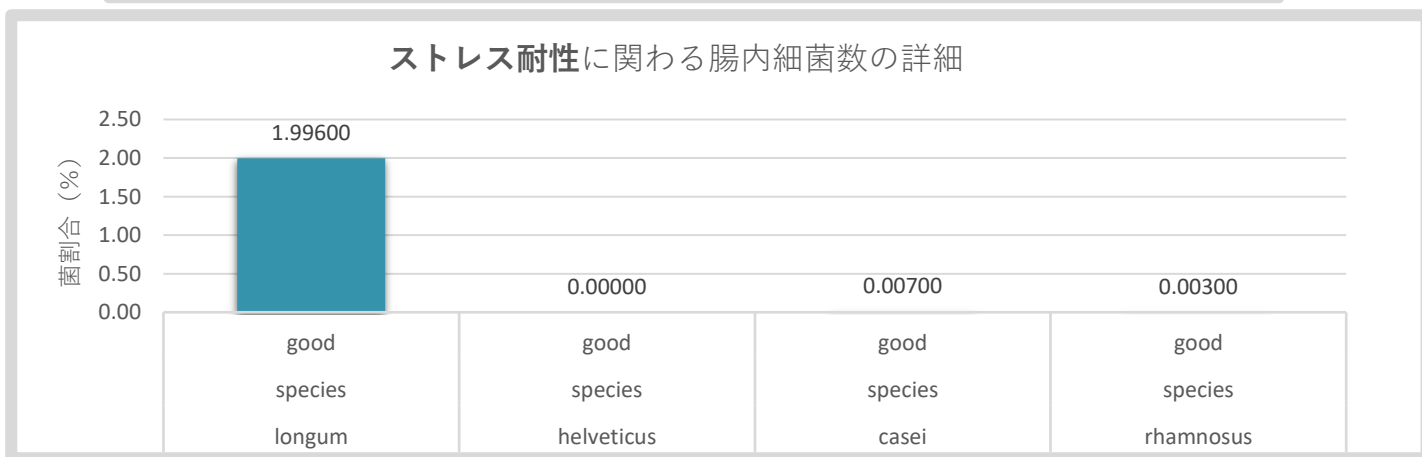 ストレス耐性に関わる腸内細菌数の詳細
菌割合（%）
2.50
2.00
1.50
1.00
0.50
0.00
1.99600
0.00000
0.00700
0.00300
good good good good
species species species species
longum helveticus casei rhamnosus